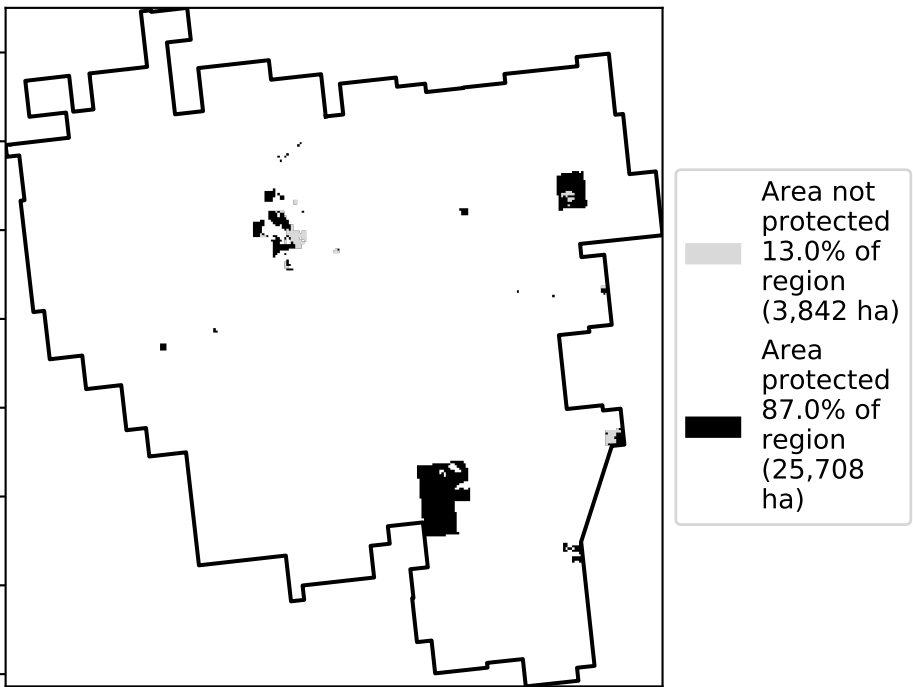 Area not
protected
13.0% of
region
(3,842 ha)
Area
protected
87.0% of
region
(25,708
ha)